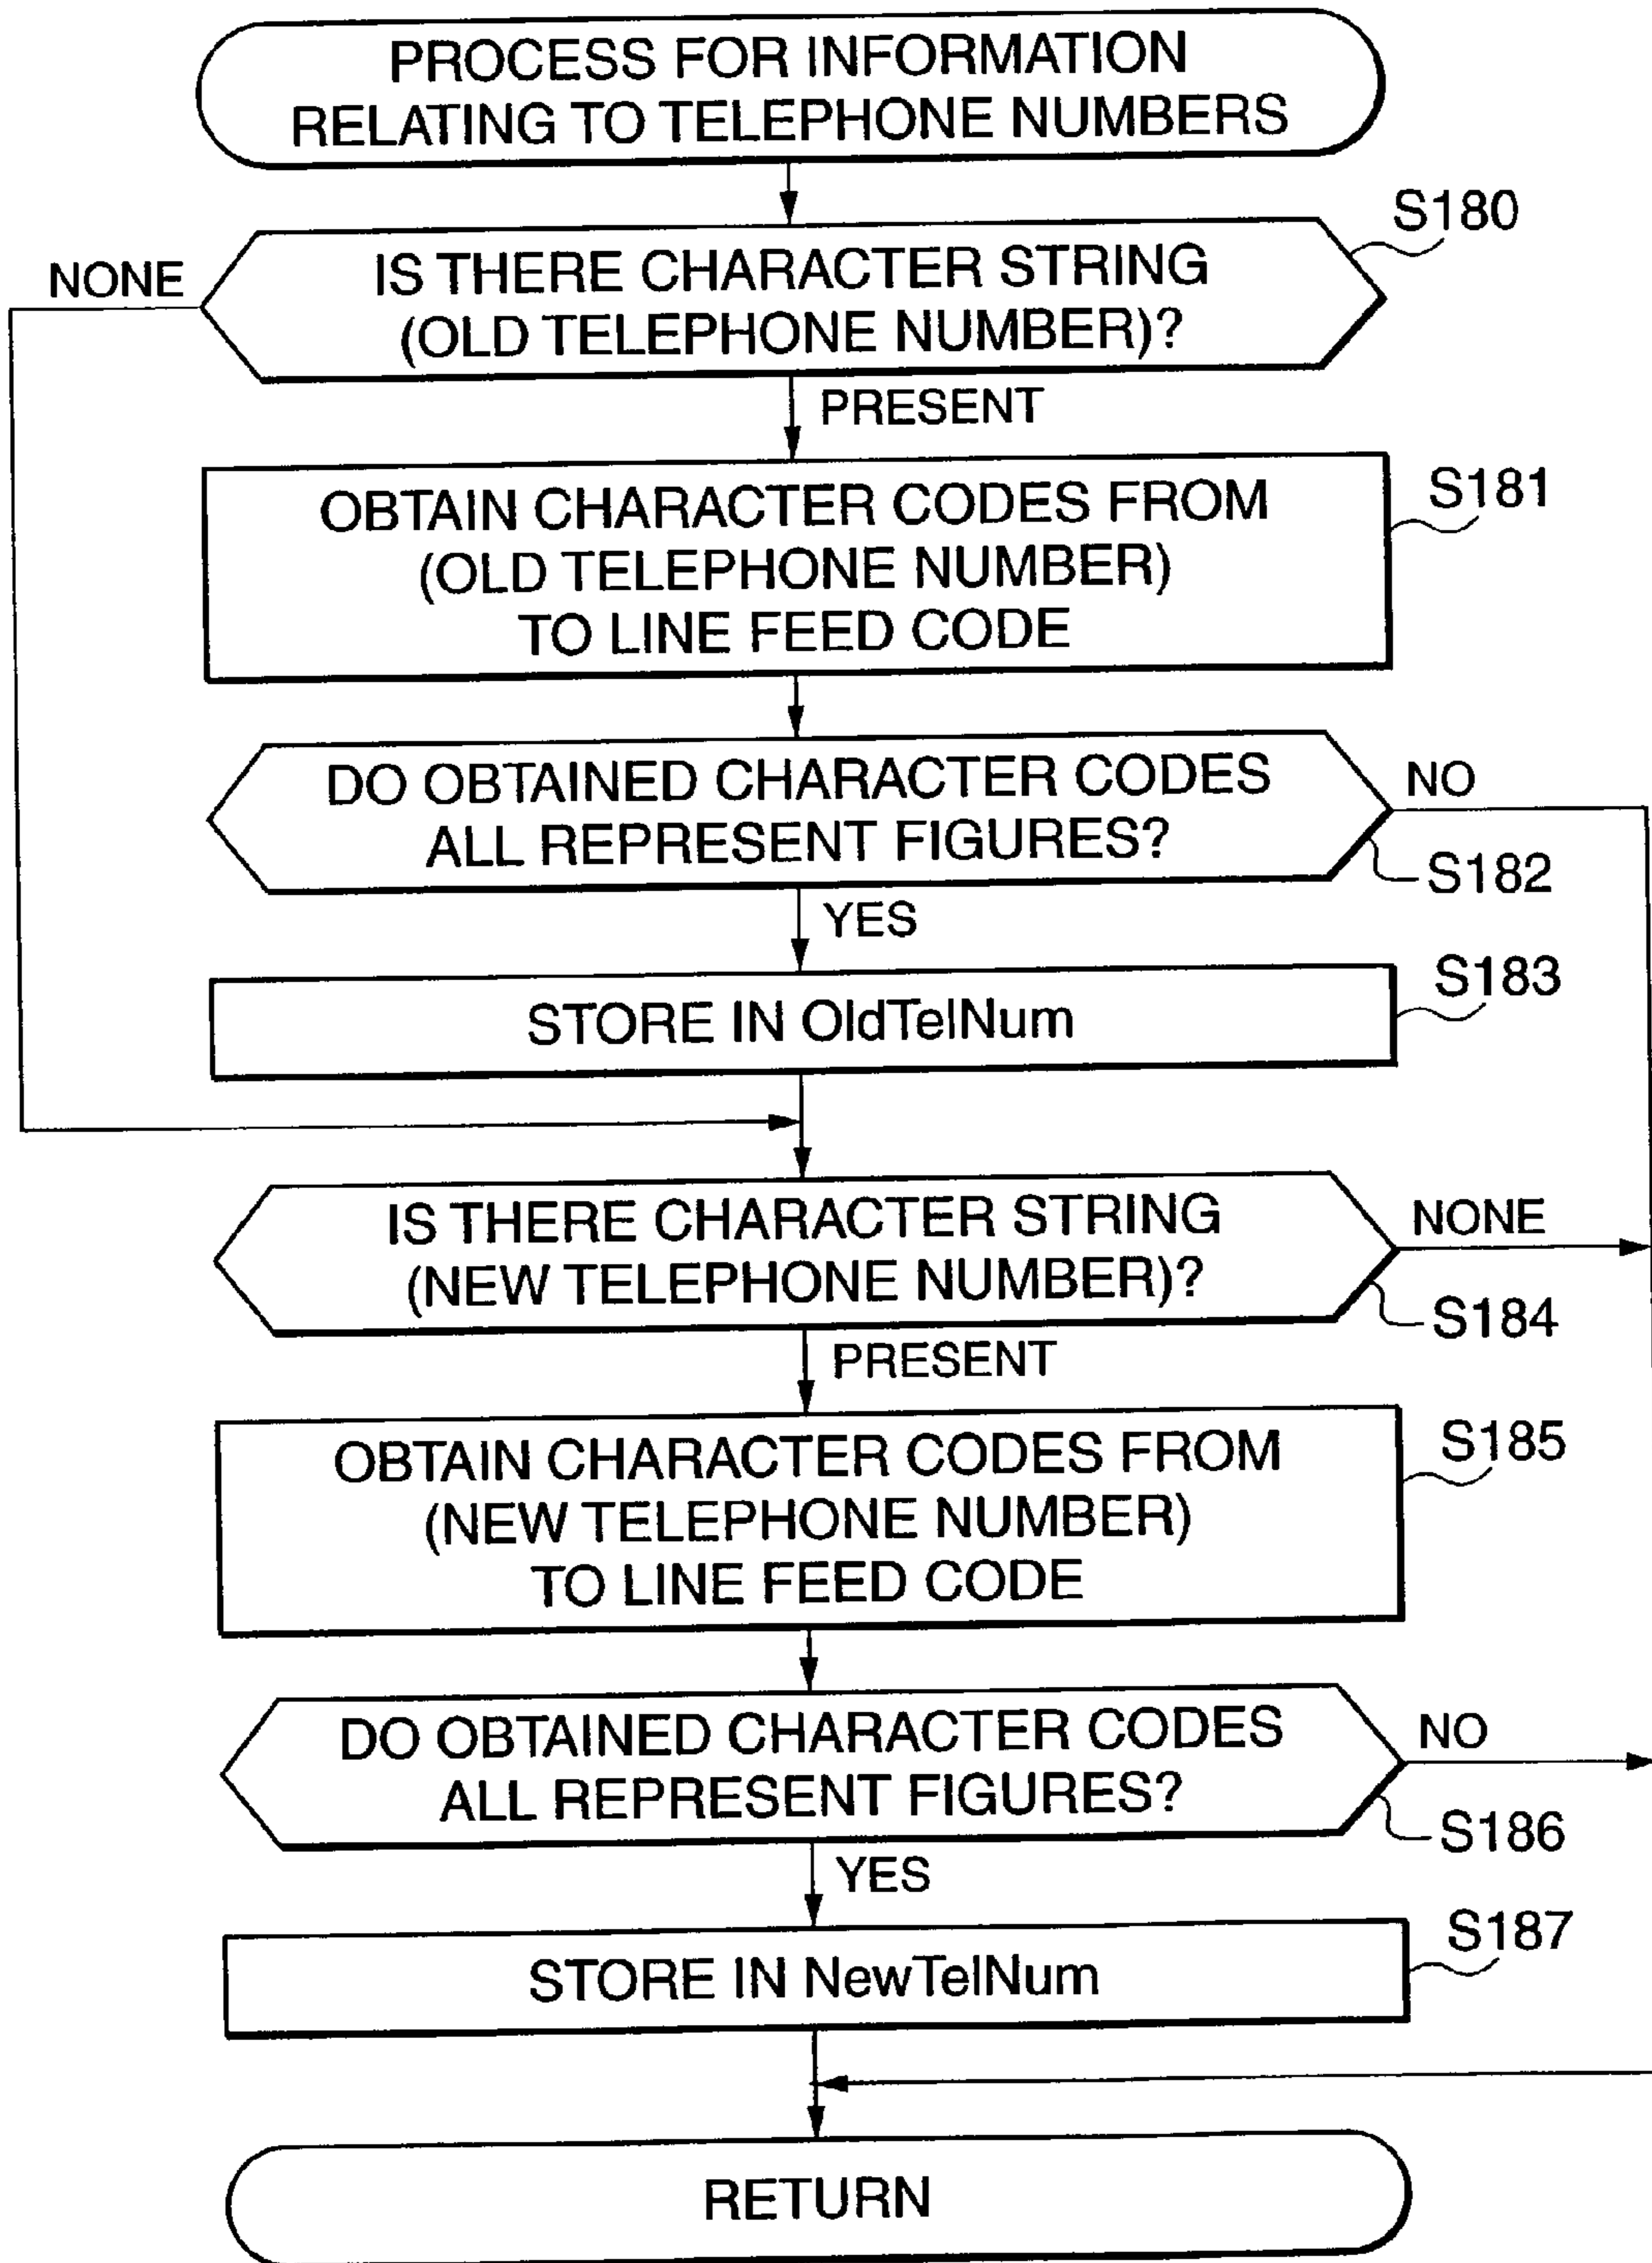 PROCESS FOR INFORMATION
RELATING TO TELEPHONE NUMBERS
S180
NONE
IS THERE CHARACTER STRING
(OLD TELEPHONE NUMBER)?
PRESENT
S181
OBTAIN CHARACTER CODES FROM
(OLD TELEPHONE NUMBER)
TO LINE FEED CODE
DO OBTAINED CHARACTER CODES
ALL REPRESENT FIGURES?
NO
S182
YES
S183
STORE IN OldTelNum
IS THERE CHARACTER STRING
(NEW TELEPHONE NUMBER)?
NONE
S184
PRESENT
S185
OBTAIN CHARACTER CODES FROM
(NEW TELEPHONE NUMBER)
TO LINE FEED CODE
DO OBTAINED CHARACTER CODES
ALL REPRESENT FIGURES?
NO
S186
YES
S187
STORE IN NewTelNum
RETURN